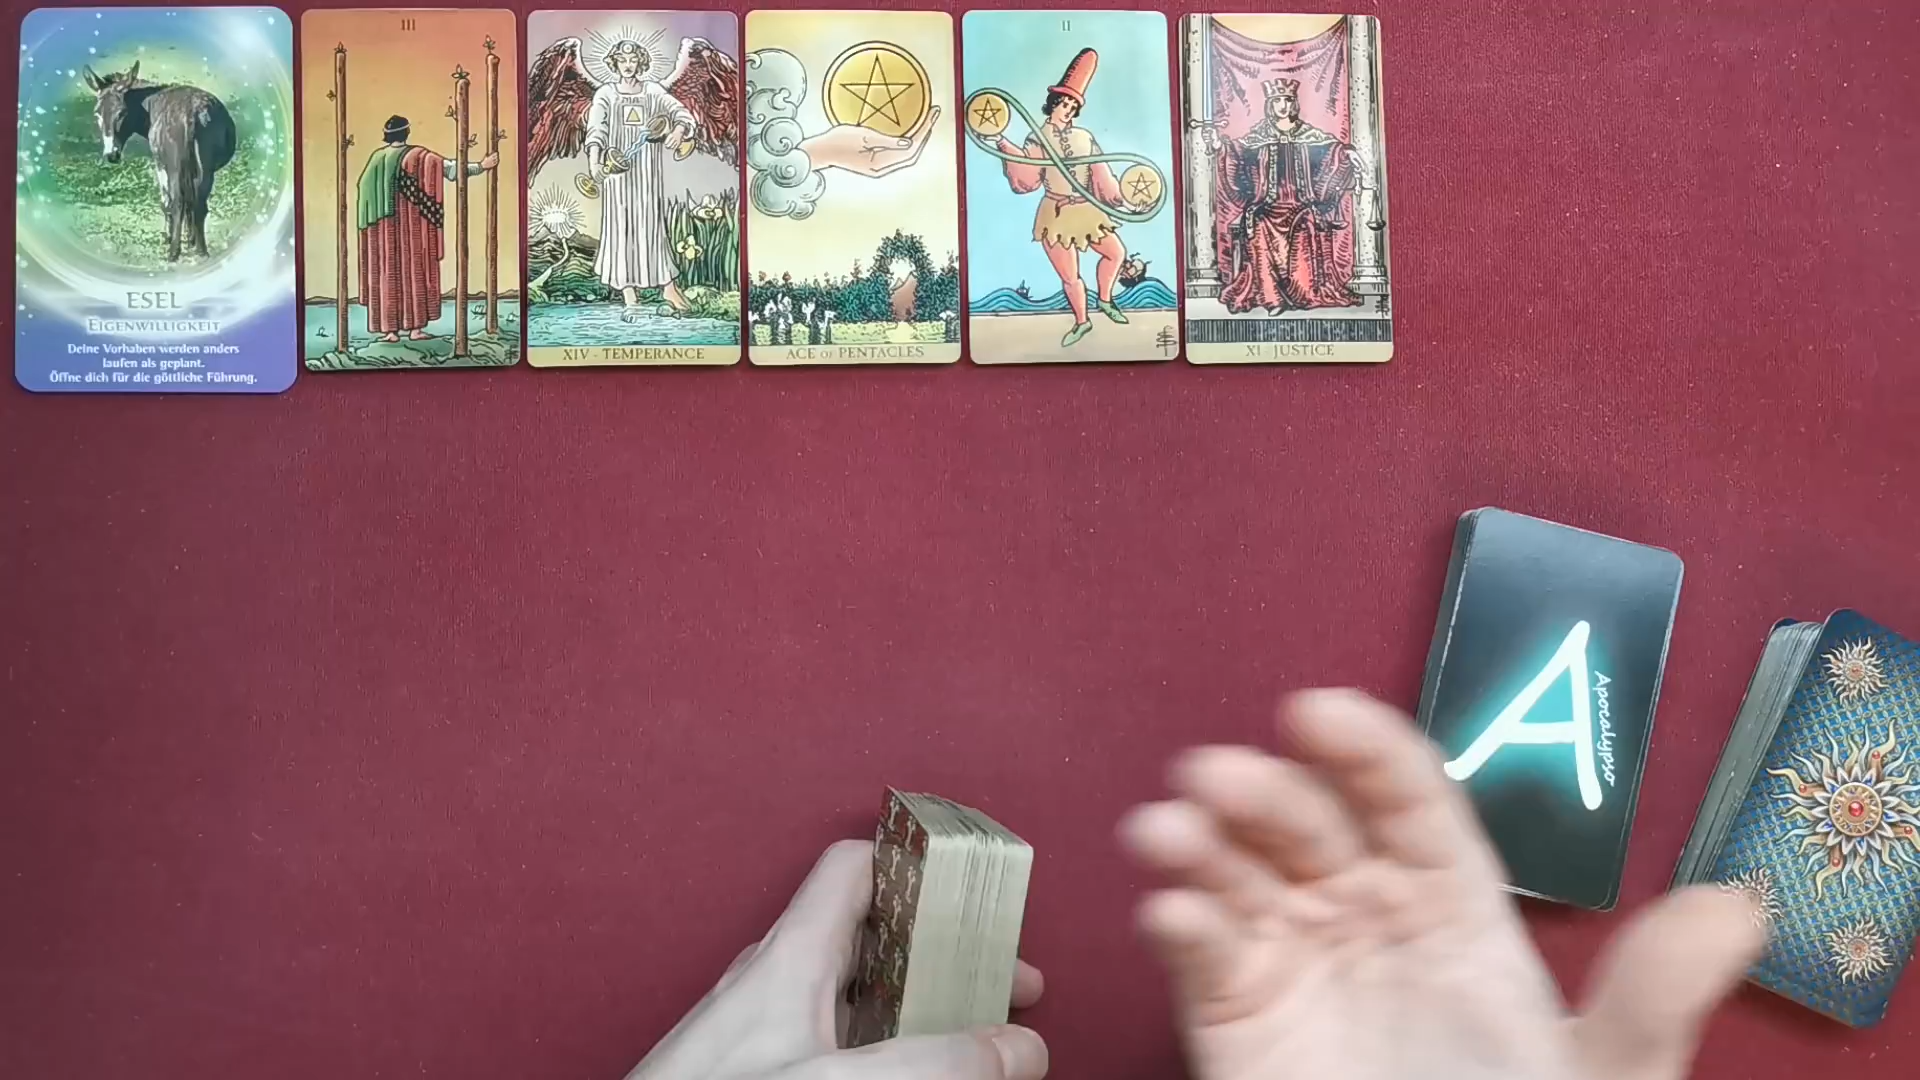 ESEL
EIGENWILLIGKEIT
Deine Vorhaben werden anders
laufen als geplant.
Öffne dich für die göttliche Führung.
III
XIV - TEMPERANCE
ACE of PENTACLES
II
XI - JUSTICE
A
Apocalypso